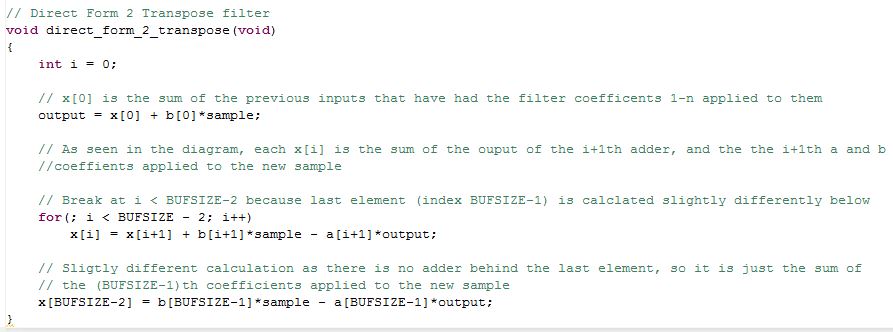 // Direct Form 2 Transpose filter
void direct_form_2_transpose(void)
{
    int i = 0;

    // x[0] is the sum of the previous inputs that have had the filter coefficents 1-n applied to them
    output = x[0] + b[0]*sample;

    // As seen in the diagram, each x[i] is the sum of the ouput of the i+1th adder, and the the i+1th a and b
    //coeffients applied to the new sample

    // Break at i < BUFSIZE-2 because last element (index BUFSIZE-1) is calclated slightly differently below
    for(; i < BUFSIZE - 2; i++)
        x[i] = x[i+1] + b[i+1]*sample - a[i+1]*output;

    // Sligtly different calculation as there is no adder behind the last element, so it is just the sum of
    // the (BUFSIZE-1)th coefficients applied to the new sample
    x[BUFSIZE-2] = b[BUFSIZE-1]*sample - a[BUFSIZE-1]*output;
}